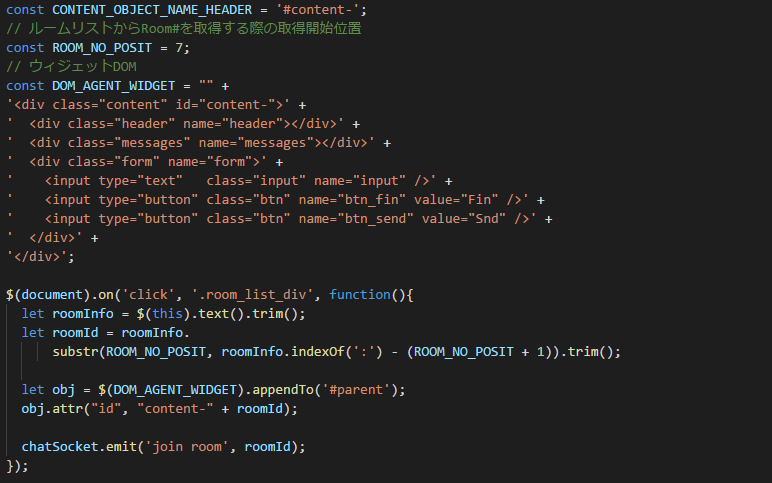 const CONTENT_OBJECT_NAME_HEADER = '#content-';
// ルームリストからRoom#を取得する際の取得開始位置
const ROOM_NO_POSIT = 7;
// ウィジェットDOM
const DOM_AGENT_WIDGET = "" +
'<div class="content" id="content-">' +
'  <div class="header" name="header"></div>' +
'  <div class="messages" name="messages"></div>' +
'  <div class="form" name="form">' +
'    <input type="text"   class="input" name="input" />' +
'    <input type="button" class="btn" name="btn_fin" value="Fin" />' +
'    <input type="button" class="btn" name="btn_send" value="Snd" />' +
'  </div>' +
'</div>';
$(document).on('click', '.room_list_div', function(){
  let roomInfo = $(this).text().trim();
  let roomId = roomInfo.
      substr(ROOM_NO_POSIT, roomInfo.indexOf(':') - (ROOM_NO_POSIT + 1)).trim();
  let obj = $(DOM_AGENT_WIDGET).appendTo('#parent');
  obj.attr("id", "content-" + roomId);
  chatSocket.emit('join room', roomId);
});